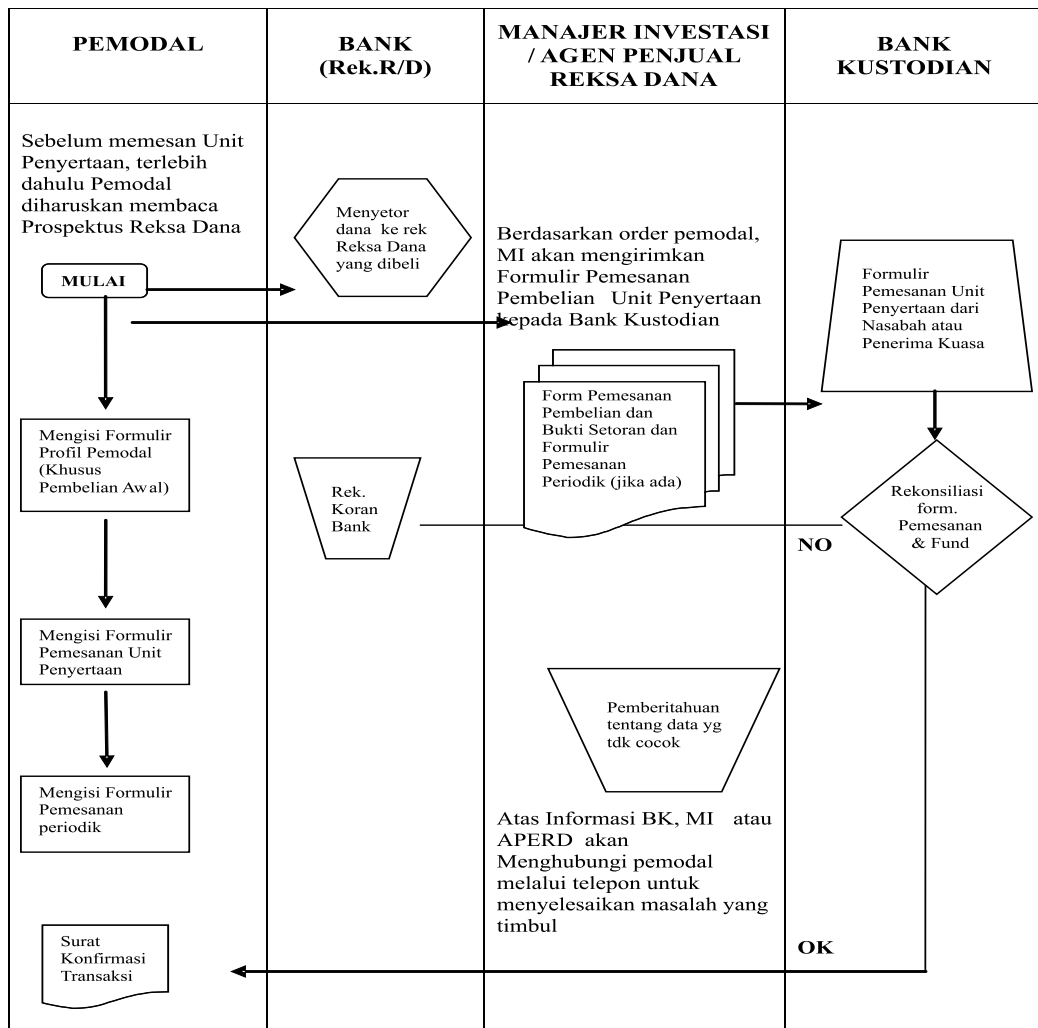 PEMODAL
BANK
(Rek.R/D)
MANAJER INVESTASI
/ AGEN PENJUAL
REKSA DANA
BANK
KUSTODIAN
Sebelum memesan Unit
Penyertaan, terlebih
dahulu Pemodal
diharuskan membaca
Prospektus Reksa Dana
MULAI
Mengisi Formulir
Profil Pemodal
(Khusus
Pembelian Awal)
Mengisi Formulir
Pemesanan Unit
Penyertaan
Mengisi Formulir
Pemesanan
periodik
Surat
Konfirmasi
Transaksi
Menyetor
dana ke rek
Reksa Dana
yang dibeli
Rek.
Koran
Bank
Berdasarkan order pemodal,
MI akan mengirimkan
Formulir Pemesanan
Pembelian Unit Penyertaan
kepada Bank Kustodian
Form Pemesanan
Pembelian dan
Bukti Setoran dan
Formulir
Pemesanan
Periodik (jika ada)
Pemberitahuan
tentang data yg
tdk cocok
Atas Informasi BK, MI atau
APERD akan
Menghubungi pemodal
melalui telepon untuk
menyelesaikan masalah yang
timbul
Formulir
Pemesanan Unit
Penyertaan dari
Nasabah atau
Penerima Kuasa
Rekonsiliasi
form.
Pemesanan
& Fund
NO
OK